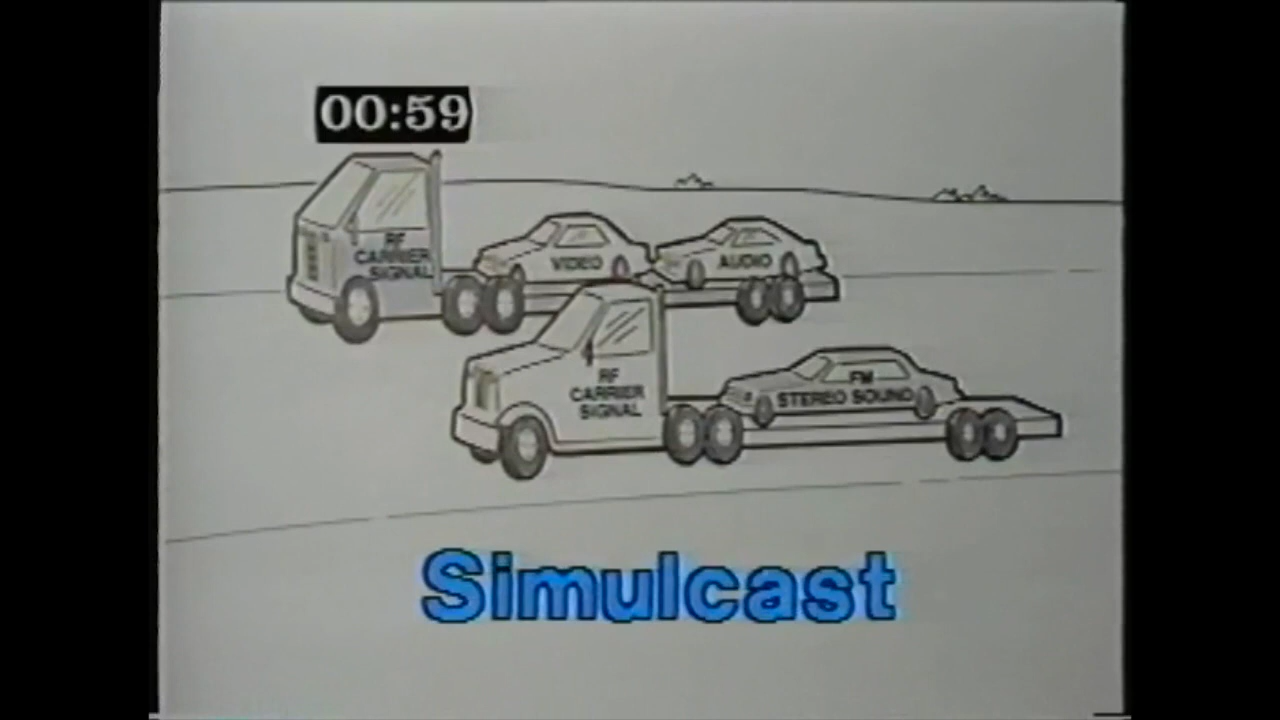 00:59
RF
CARRIER
SIGNAL
VIDEO
AUDIO
RF
CARRIER
SIGNAL
FM
STEREO SOUND
Simulcast